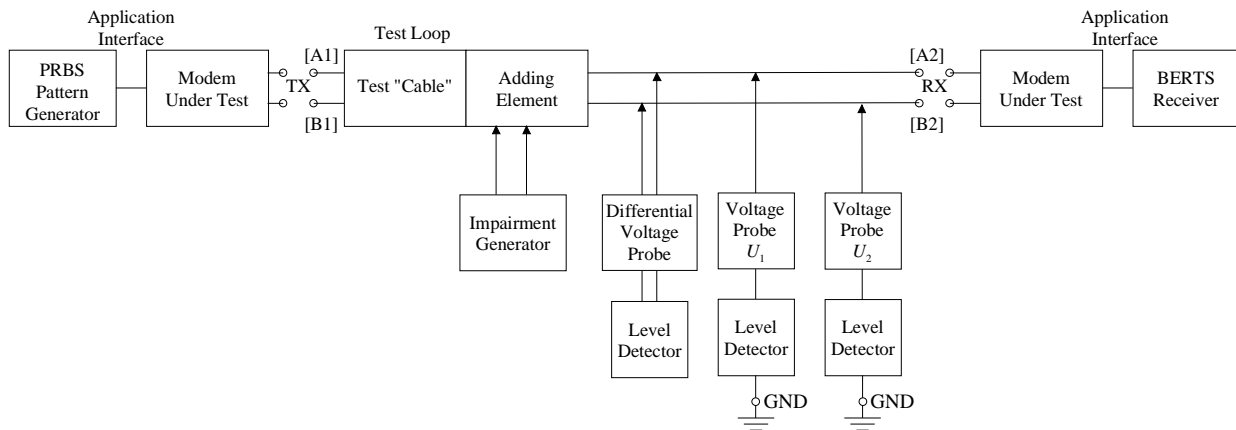 Application
Interface
PRBS
Pattern
Generator
Modem
Under Test
[A1]
TX
[B1]
Test Loop
Test "Cable"
Adding
Element
[A2]
RX
[B2]
Modem
Under Test
Application
Interface
BERTS
Receiver
Impairment
Generator
Differential
Voltage
Probe
Level
Detector
Voltage
Probe
U₁
Level
Detector
GND
Voltage
Probe
U₂
Level
Detector
GND